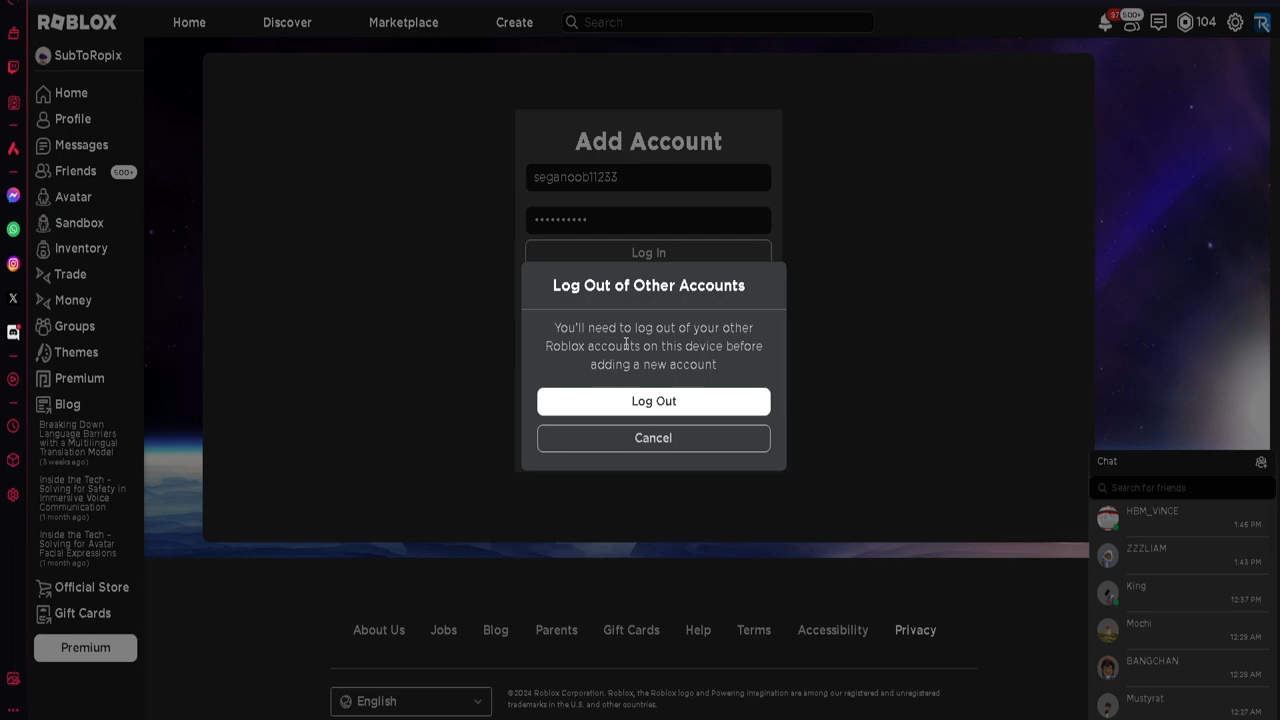 ROBLOX
Home
Discover
Marketplace
Create
Search
97
500+
104
SubToRopix
Home
Profile
Messages
Friends
500+
Avatar
Sandbox
Inventory
Trade
Money
Groups
Themes
Premium
Blog
Breaking Down
Language Barriers
with a Multilingual
Translation Model
(3 weeks ago)
Inside the Tech -
Solving for Safety in
Immersive Voice
Communication
(1 month ago)
Inside the Tech -
Solving for Avatar
Facial Expressions
(1 month ago)
Official Store
Gift Cards
Premium
Add Account
seganoob11233
••••••••••
Log In
Log Out of Other Accounts
You'll need to log out of your other
Roblox accounts on this device before
adding a new account
Log Out
Cancel
Chat
Search for friends
HBM_VINCE
1:46 PM
ZZZLIAM
1:43 PM
King
12:37 PM
Mochi
12:29 AM
BANGCHAN
12:29 AM
Mustyrat
12:27 AM
About Us
Jobs
Blog
Parents
Gift Cards
Help
Terms
Accessibility
Privacy
English
©2024 Roblox Corporation. Roblox, the Roblox logo and Powering Imagination are among our registered and unregistered
trademarks in the U.S. and other countries.